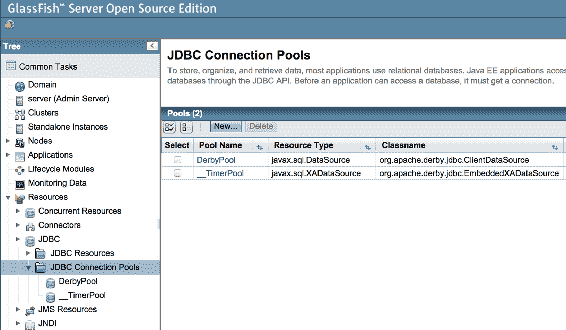 GlassFish™ Server Open Source Edition
Tree
Common Tasks
Domain
server (Admin Server)
Clusters
Standalone Instances
Nodes
Applications
Lifecycle Modules
Monitoring Data
Resources
Concurrent Resources
Connectors
JDBC
JDBC Resources
JDBC Connection Pools
DerbyPool
__TimerPool
JMS Resources
JNDI
JDBC Connection Pools
To store, organize, and retrieve data, most applications use relational databases. Java EE applications acces
databases through the JDBC API. Before an application can access a database, it must get a connection.
Pools (2)
New... Delete
Select Pool Name Resource Type Classname
DerbyPool javax.sql.DataSource org.apache.derby.jdbc.ClientDataSource
__TimerPool javax.sql.XADataSource org.apache.derby.jdbc.EmbeddedXADataSource